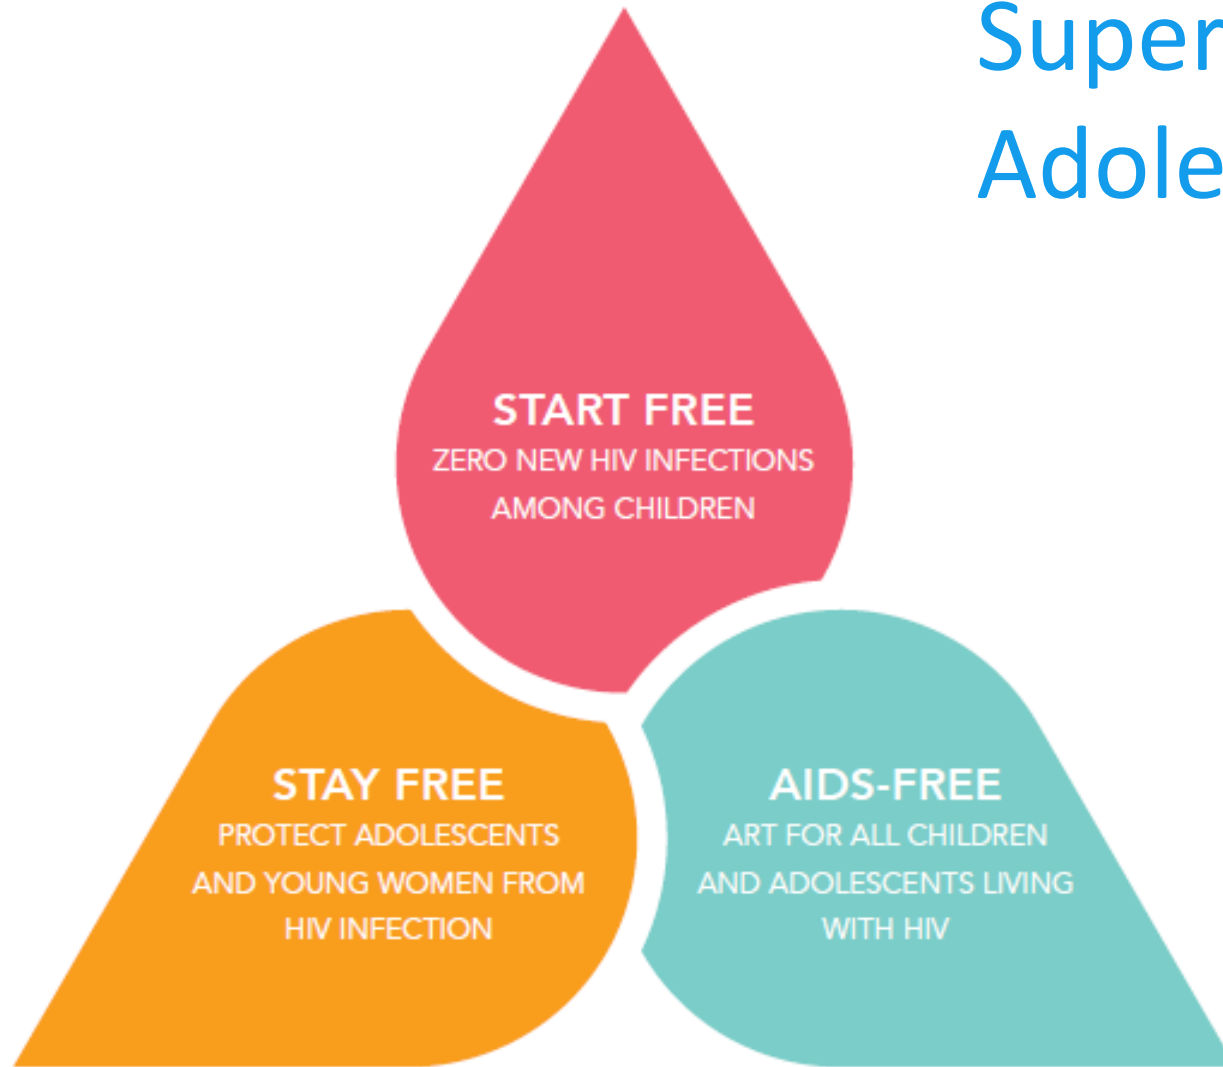 Super
Adole
START FREE
ZERO NEW HIV INFECTIONS
AMONG CHILDREN
STAY FREE
PROTECT ADOLESCENTS
AND YOUNG WOMEN FROM
HIV INFECTION
AIDS-FREE
ART FOR ALL CHILDREN
AND ADOLESCENTS LIVING
WITH HIV